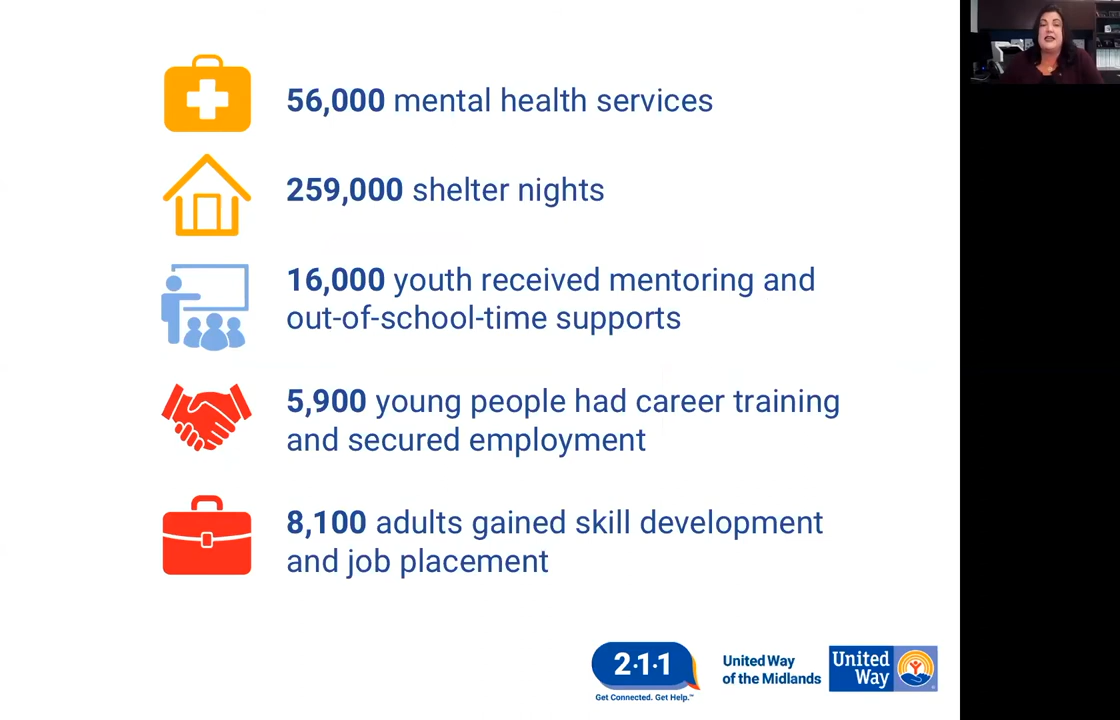 56,000 mental health services
259,000 shelter nights
16,000 youth received mentoring and
out-of-school-time supports
5,900 young people had career training
and secured employment
8,100 adults gained skill development
and job placement
2·1·1
Get Connected. Get Help.™
United Way
of the Midlands
United
Way